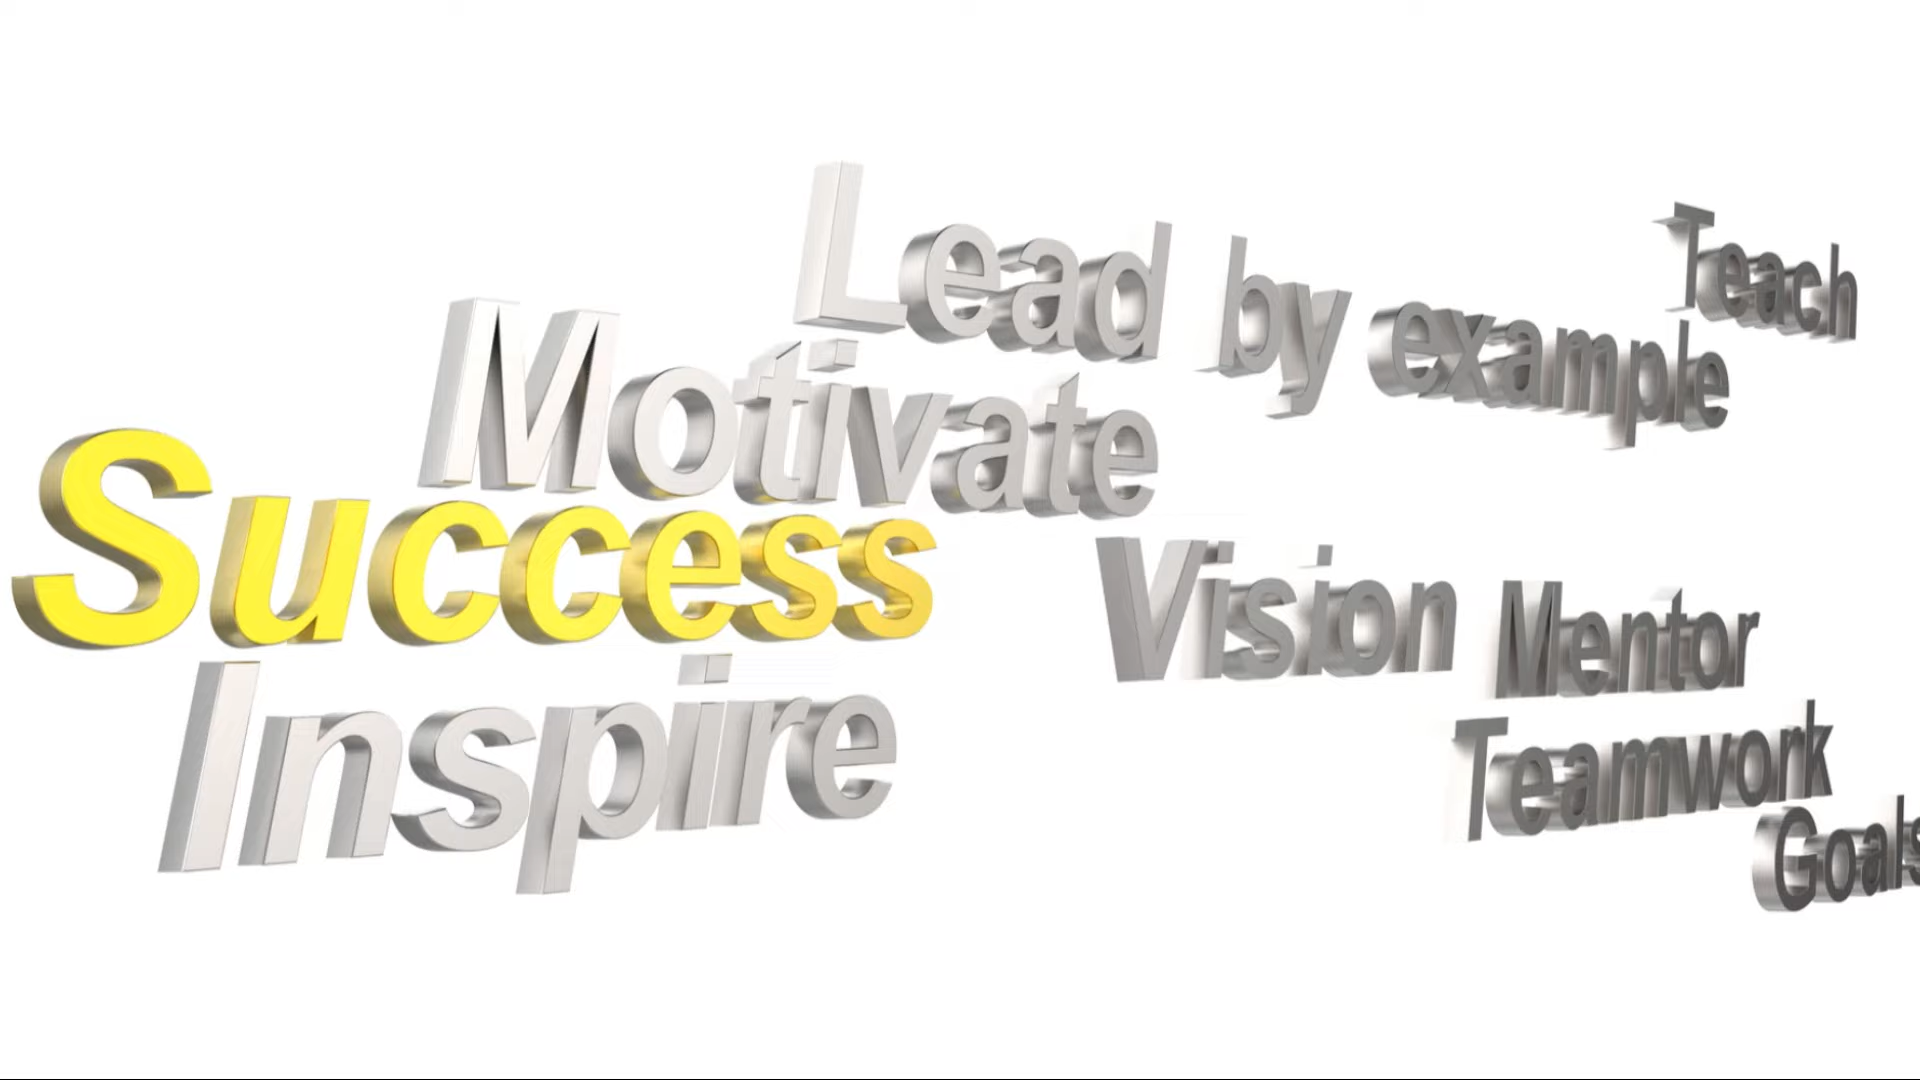 Teach
Lead by example
Motivate
Success
Vision
Mentor
Inspire
Teamwork
Goals